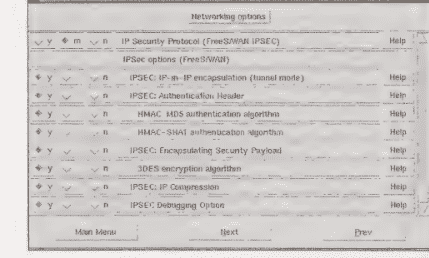 Networking options
y m n IP Security Protocol (FreeS/WAN IPSEC) Help
IPSec options (FreeS/WAN)
y n IPSEC: IP-in-IP encapsulation (tunnel mode) Help
y n IPSEC: Authentication Header Help
y n HMAC-MD5 authentication algorithm Help
y n HMAC-SHA1 authentication algorithm Help
y n IPSEC: Encapsulating Security Payload Help
y n 3DES encryption algorithm Help
y n IPSEC: IP Compression Help
y n IPSEC Debugging Option Help
Main Menu Next Prev